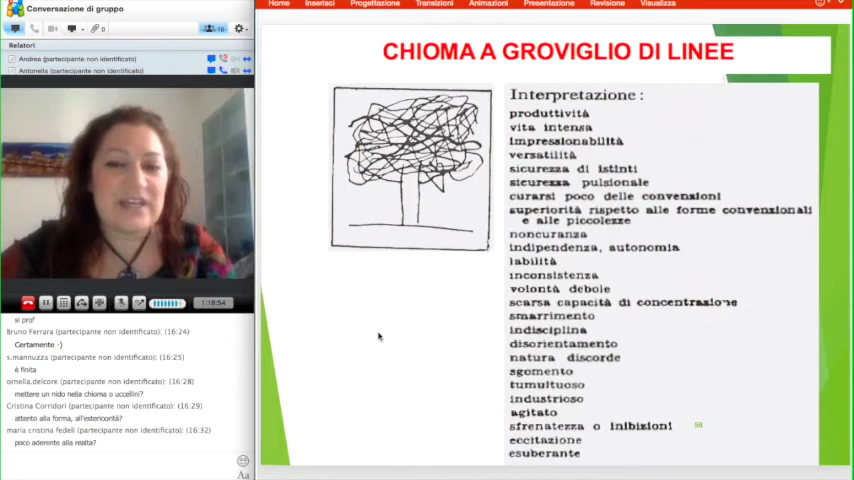 Conversazione di gruppo
16
0
Relatori
Andrea (partecipante non identificato)
Antonella (partecipante non identificato)
1:18:54
si prof
Bruno Ferrara (partecipante non identificato): (16:24)
Certamente -)
s.mannuzza (partecipante non identificato): (16:25)
è finita
ornella.delcore (partecipante non identificato): (16:28)
mettere un nido nella chioma o uccellini?
Cristina Corridori (partecipante non identificato): (16:29)
attento alla forma, all'esteriorità?
maria cristina fedeli (partecipante non identificato): (16:32)
poco aderente alla realta?
Aa
Home Inserisci Progettazione Transizioni Animazioni Presentazione Revisione Visualizza
CHIOMA A GROVIGLIO DI LINEE
Interpretazione :
produttività
vita intensa
impressionabilità
versatilità
sicurezza di istinti
sicurezza pulsionale
curarsi poco delle convenzioni
superiorità rispetto alle forme convenzionali
e alle piccolezze
noncuranza
indipendenza, autonomia
labilità
inconsistenza
volontà debole
scarsa capacità di concentrazione
smarrimento
indisciplina
disorientamento
natura discorde
sgomento
tumultuoso
industrioso
agitato
sfrenatezza o inibizioni
eccitazione
esuberante
58